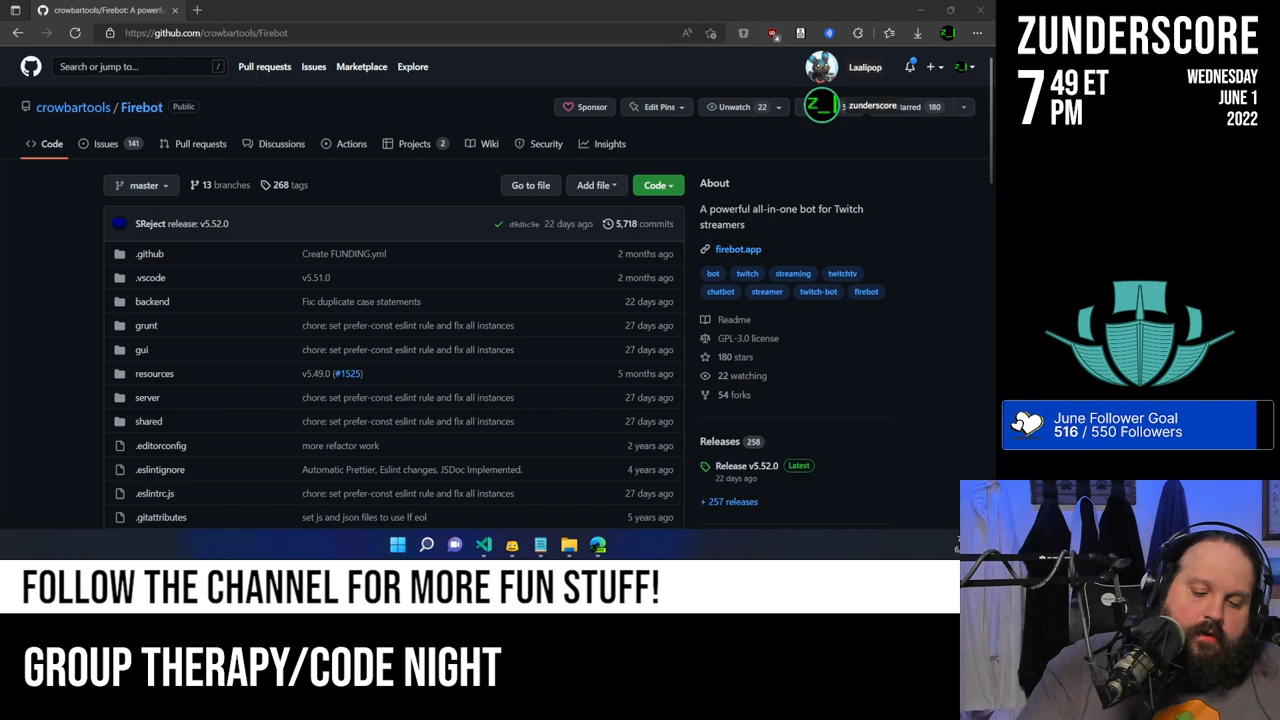 crowbartools/Firebot: A powerfu
https://github.com/crowbartools/Firebot
Search or jump to... /
Pull requests
Issues
Marketplace
Explore
Laalipop
z_|
crowbartools / Firebot
Public
Sponsor
Edit Pins
Unwatch 22
z_|
zunderscore
arred 180
Code
Issues 141
Pull requests
Discussions
Actions
Projects 2
Wiki
Security
Insights
master
13 branches
268 tags
Go to file
Add file
Code
SReject release: v5.52.0
d9dbc9e 22 days ago
5,718 commits
.github Create FUNDING.yml 2 months ago
.vscode v5.51.0 2 months ago
backend Fix: duplicate case statements 22 days ago
grunt chore: set prefer-const eslint rule and fix all instances 27 days ago
gui chore: set prefer-const eslint rule and fix all instances 27 days ago
resources v5.49.0 (#1525) 5 months ago
server chore: set prefer-const eslint rule and fix all instances 27 days ago
shared chore: set prefer-const eslint rule and fix all instances 27 days ago
.editorconfig more refactor work 2 years ago
.eslintignore Automatic Prettier, Eslint changes, JSDoc Implemented. 4 years ago
.eslintrc.js chore: set prefer-const eslint rule and fix all instances 27 days ago
.gitattributes set js and json files to use lf eol 5 years ago
About
A powerful all-in-one bot for Twitch
streamers
firebot.app
bot twitch streaming twitchtv
chatbot streamer twitch-bot firebot
Readme
GPL-3.0 license
180 stars
22 watching
54 forks
Releases 258
Release v5.52.0 Latest
22 days ago
+ 257 releases
ZUNDERSCORE
7 49 ET
PM
WEDNESDAY
JUNE 1
2022
June Follower Goal
516 / 550 Followers
FOLLOW THE CHANNEL FOR MORE FUN STUFF!
GROUP THERAPY/CODE NIGHT